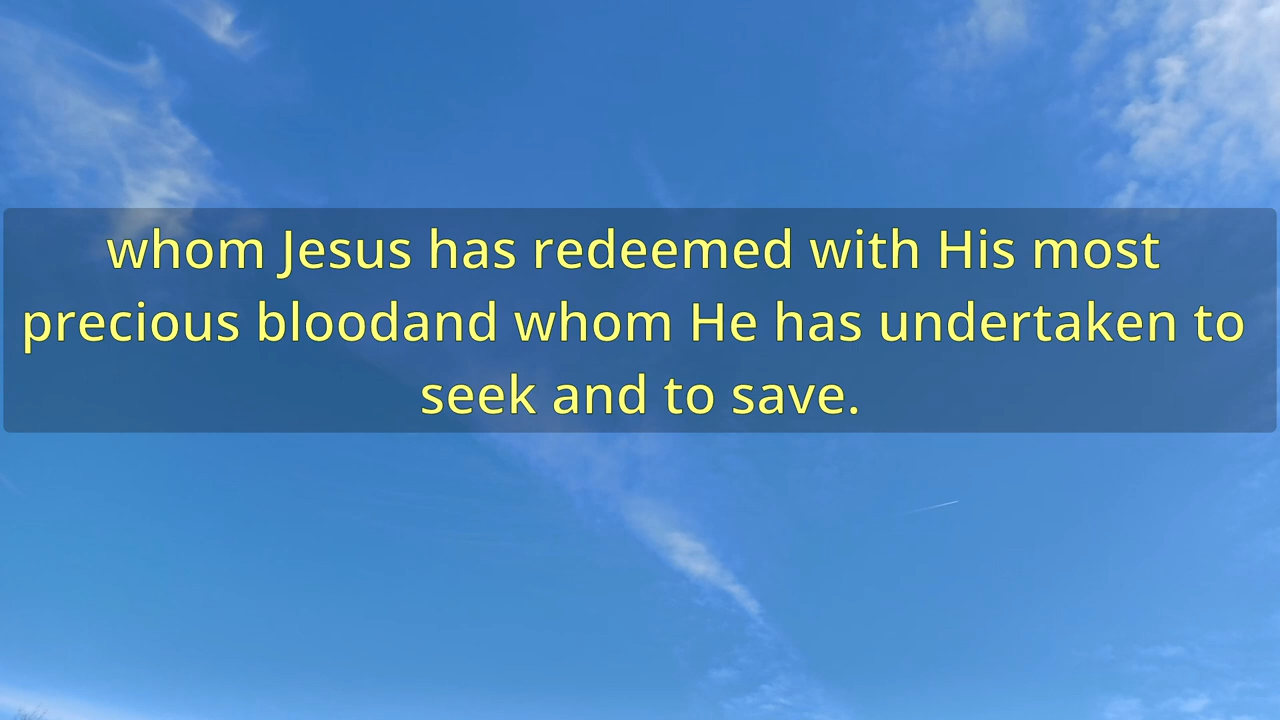 whom Jesus has redeemed with His most
precious bloodand whom He has undertaken to
seek and to save.